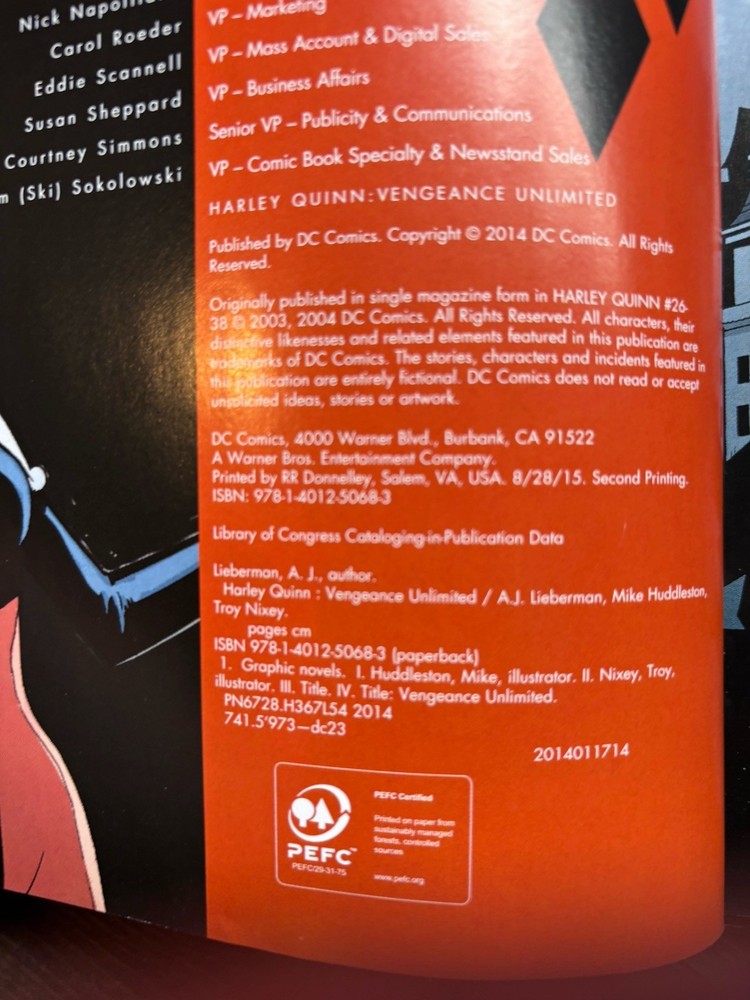 Nick
Carol Roeder
Eddie Scannell
Susan Sheppard
Courtney Simmons
(Ski) Sokolowski
VP – Marketing
VP – Mass Account & Digital Sales
VP – Business Affairs
Senior VP – Publicity & Communications
VP – Comic Book Specialty & Newsstand Sales
HARLEY QUINN: VENGEANCE UNLIMITED
Published by DC Comics. Copyright © 2014 DC Comics. All Rights
Reserved.
Originally published in single magazine form in HARLEY QUINN #26-
38 © 2003, 2004 DC Comics. All Rights Reserved. All characters, their
distinctive likenesses and related elements featured in this publication are
trademarks of DC Comics. The stories, characters and incidents featured in
this publication are entirely fictional. DC Comics does not read or accept
unsolicited ideas, stories or artwork.
DC Comics, 4000 Warner Blvd., Burbank, CA 91522
A Warner Bros. Entertainment Company.
Printed by RR Donnelley, Salem, VA, USA. 8/28/15. Second Printing.
ISBN: 978-1-4012-5068-3
Library of Congress Cataloging-in-Publication Data
Lieberman, A. J., author.
Harley Quinn : Vengeance Unlimited / A.J. Lieberman, Mike Huddleston,
Troy Nixey.
pages cm
ISBN 978-1-4012-5068-3 (paperback)
1. Graphic novels. I. Huddleston, Mike, illustrator. II. Nixey, Troy,
illustrator. III. Title. IV. Title: Vengeance Unlimited.
PN6728.H367L54 2014
741.5'973—dc23
2014011714
PEFC Certified
Printed on paper from
sustainably managed
forests, controlled
sources
www.pefc.org
PEFC™
PEFC/29-31-75